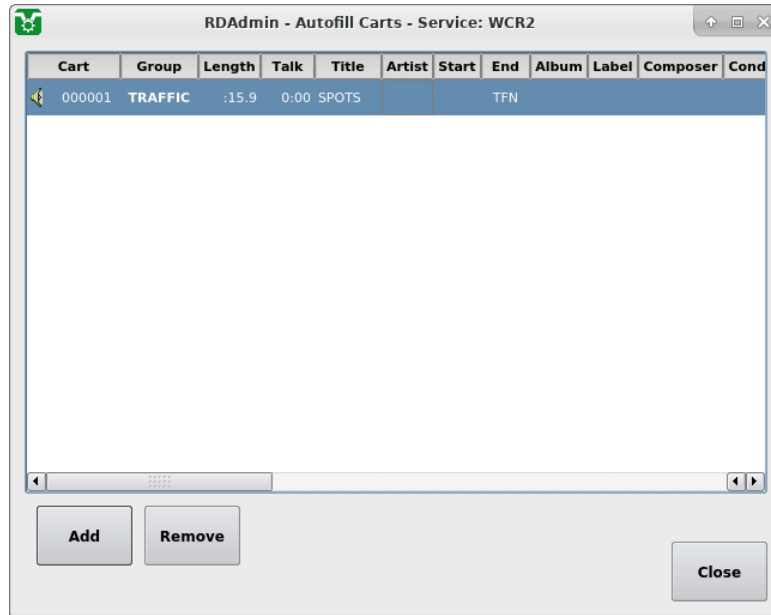 RDAdmin - Autofill Carts - Service: WCR2
Cart Group Length Talk Title Artist Start End Album Label Composer Cond
000001 TRAFFIC :15.9 0:00 SPOTS TFN
Add Remove
Close